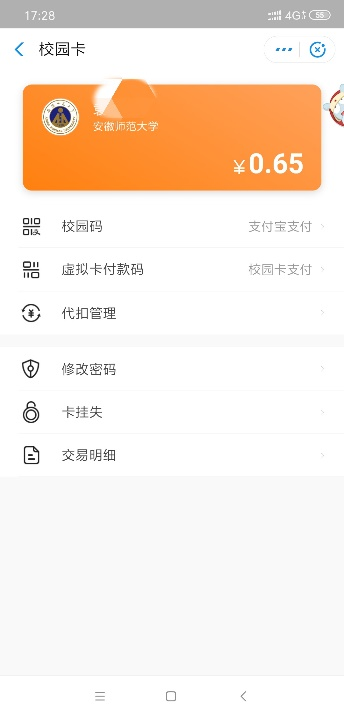 17:28
4G
58
校园卡
安徽师范大学
¥0.65
校园码 支付宝支付
虚拟卡付款码 校园卡支付
代扣管理
修改密码
卡挂失
交易明细